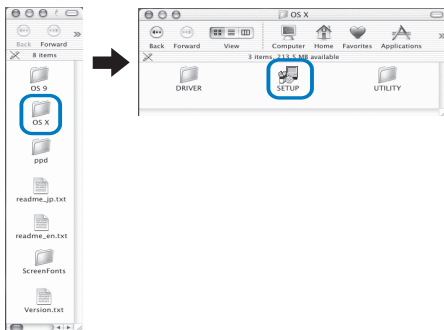 Back Forward
8 items
OS 9
OS X
ppd
readme_jp.txt
readme_en.txt
ScreenFonts
Version.txt
OS X
Back Forward View Computer Home Favorites Applications
3 items, 213.5 MB available
DRIVER SETUP UTILITY